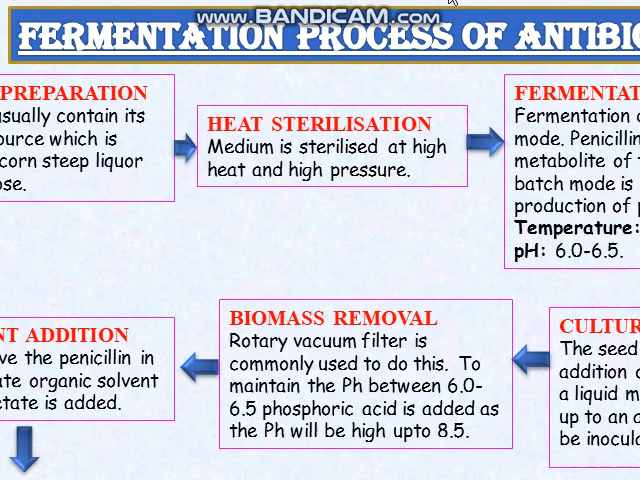 www.BANDICAM.com
FERMENTATION PROCESS OF ANTIBIO
PREPARATION
usually contain its
ource which is
corn steep liquor
ose.
HEAT STERILISATION
Medium is sterilised at high
heat and high pressure.
FERMENTAT
Fermentation
mode. Penicillin
metabolite of
batch mode is
production of p
Temperature:
pH: 6.0-6.5.
NT ADDITION
ve the penicillin in
ate organic solvent
etate is added.
BIOMASS REMOVAL
Rotary vacuum filter is
commonly used to do this. To
maintain the Ph between 6.0-
6.5 phosphoric acid is added as
the Ph will be high upto 8.5.
CULTUR
The seed
addition
a liquid m
up to an
be inocula